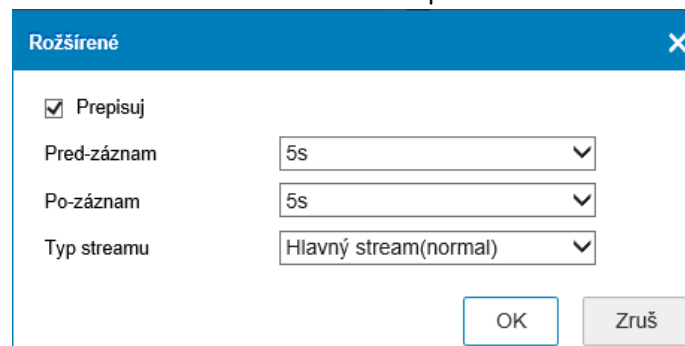 Rožšírené
Prepisuj
Pred-záznam 5s
Po-záznam 5s
Typ streamu Hlavný stream(normal)
OK Zruš